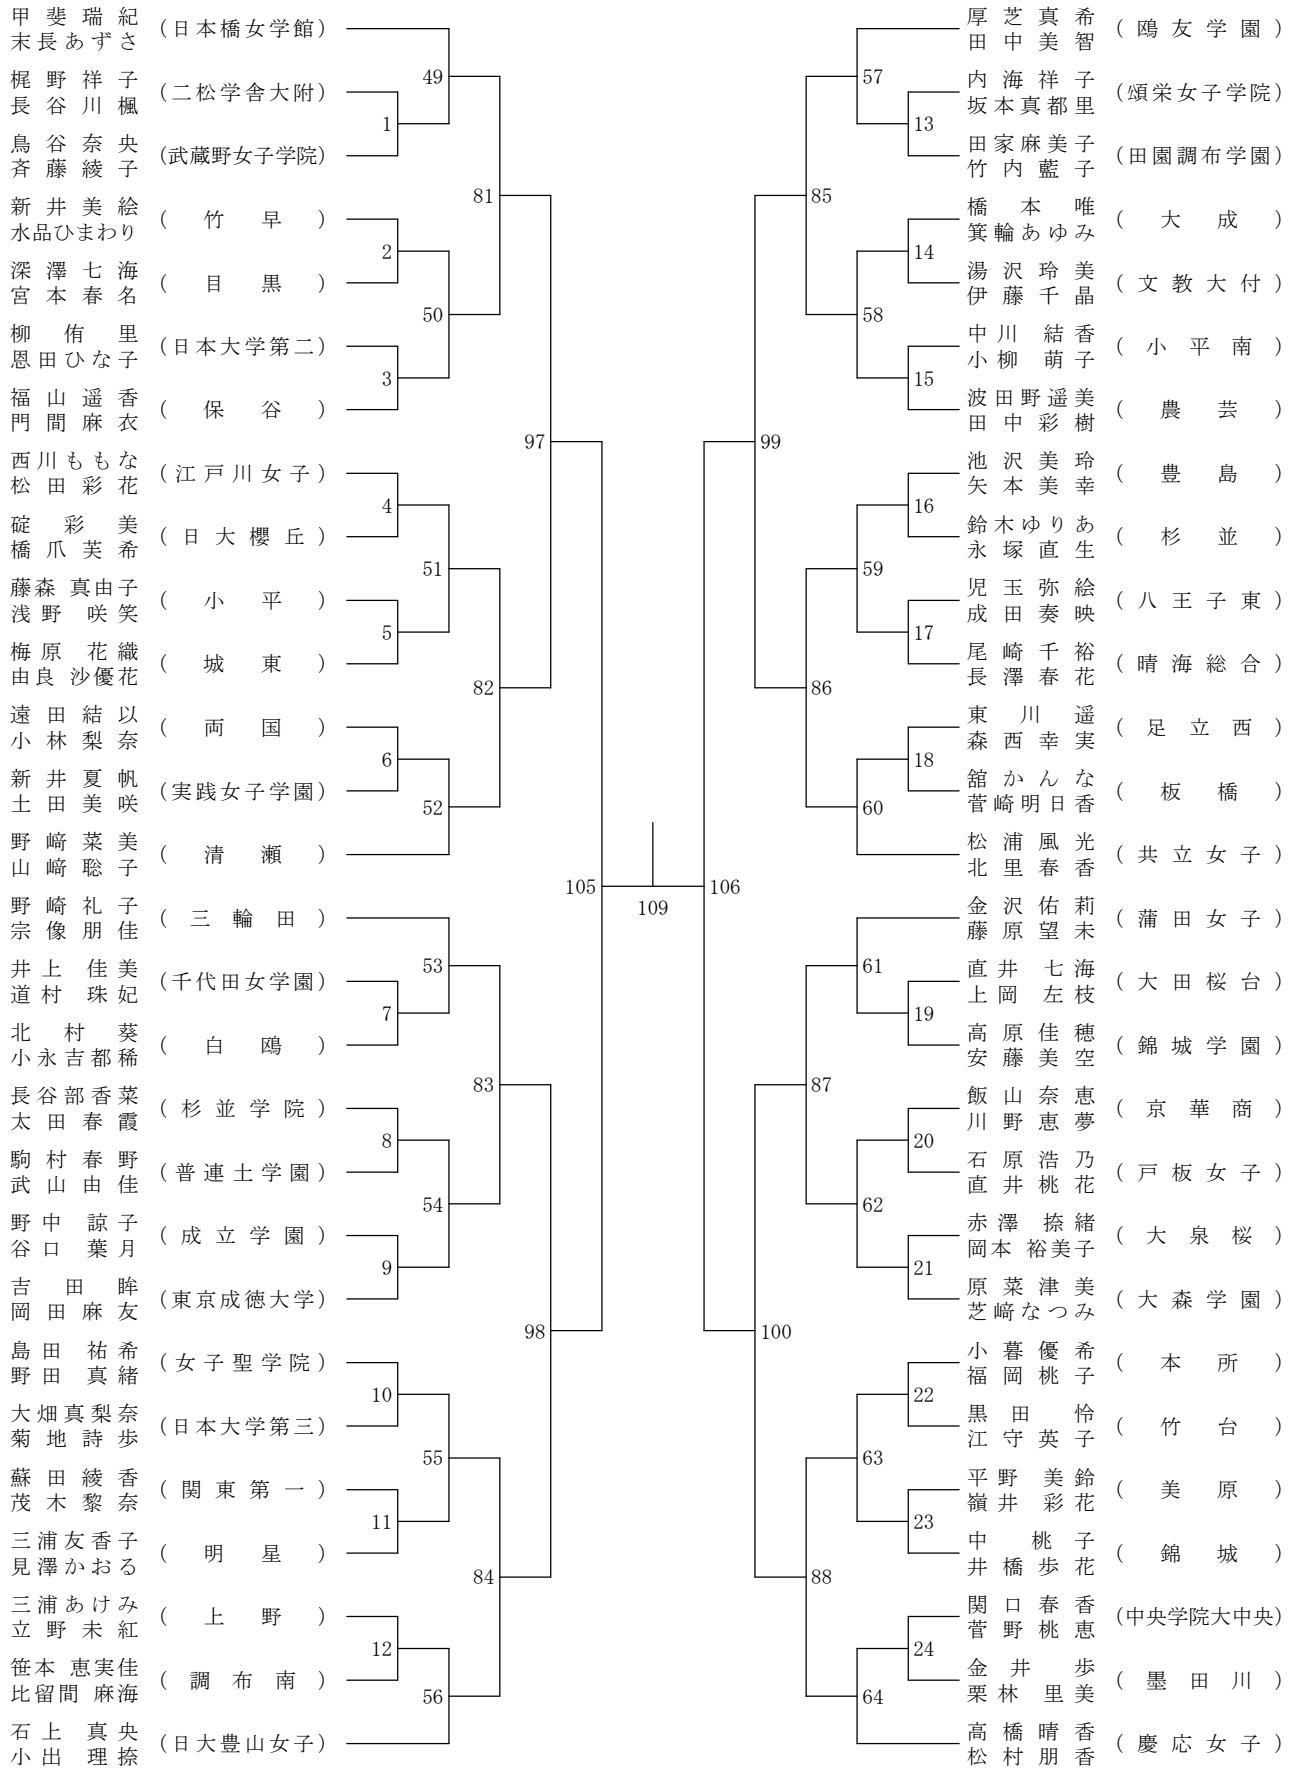 甲斐瑞紀
末長あずさ
(日本橋女学館)
梶野祥子
長谷川楓
(二松学舎大附)
鳥谷奈央
斉藤綾子
(武蔵野女子学院)
新井美絵
水品ひまわり
(竹早)
深澤七海
宮本春名
(目黒)
柳侑里
恩田ひな子
(日本大学第二)
福山遥香
門間麻衣
(保谷)
西川ももな
松田彩花
(江戸川女子)
碇彩美
橋爪芙希
(日大櫻丘)
藤森 真由子
浅野 咲笑
(小平)
梅原 花織
由良 沙優花
(城東)
遠田結以
小林梨奈
(両国)
新井夏帆
土田美咲
(実践女子学園)
野﨑菜美
山﨑聡子
(清瀬)
野崎礼子
宗像朋佳
(三輪田)
井上 佳美
道村 珠妃
(千代田女学園)
北村葵
小永吉都稀
(白鴎)
長谷部香菜
太田春霞
(杉並学院)
駒村春野
武山由佳
(普連土学園)
野中 諒子
谷口 葉月
(成立学園)
吉田眸
岡田麻友
(東京成徳大学)
島田 祐希
野田 真緒
(女子聖学院)
大畑真梨奈
菊地詩歩
(日本大学第三)
蘇田綾香
茂木黎奈
(関東第一)
三浦友香子
見澤かおる
(明星)
三浦あけみ
立野未紅
(上野)
笹本 恵実佳
比留間 麻海
(調布南)
石上 真央
小出 理捺
(日大豊山女子)
49
1
81
2
50
3
97
4
51
5
82
6
52
105
53
7
83
8
54
9
98
10
55
11
84
12
56
109
106
57
13
85
14
58
15
99
16
59
17
86
18
60
61
19
87
20
62
21
100
22
63
23
88
24
64
厚芝真希
田中美智
(鴎友学園)
内海祥子
坂本真都里
(頌栄女子学院)
田家麻美子
竹内藍子
(田園調布学園)
橋本唯
箕輪あゆみ
(大成)
湯沢玲美
伊藤千晶
(文教大付)
中川 結香
小柳 萌子
(小平南)
波田野遥美
田中彩樹
(農芸)
池沢美玲
矢本美幸
(豊島)
鈴木ゆりあ
永塚直生
(杉並)
児玉弥絵
成田奏映
(八王子東)
尾崎千裕
長澤春花
(晴海総合)
東川遥
森西幸実
(足立西)
舘かんな
菅崎明日香
(板橋)
松浦風光
北里春香
(共立女子)
金沢佑莉
藤原望未
(蒲田女子)
直井 七海
上岡 左枝
(大田桜台)
高原佳穂
安藤美空
(錦城学園)
飯山奈恵
川野恵夢
(京華商)
石原浩乃
直井桃花
(戸板女子)
赤澤 捺緒
岡本 裕美子
(大泉桜)
原菜津美
芝﨑なつみ
(大森学園)
小暮優希
福岡桃子
(本所)
黒田怜
江守英子
(竹台)
平野 美鈴
嶺井 彩花
(美原)
中桃子
井橋歩花
(錦城)
関口春香
菅野桃恵
(中央学院大中央)
金井歩
栗林里美
(墨田川)
高橋晴香
松村朋香
(慶応女子)